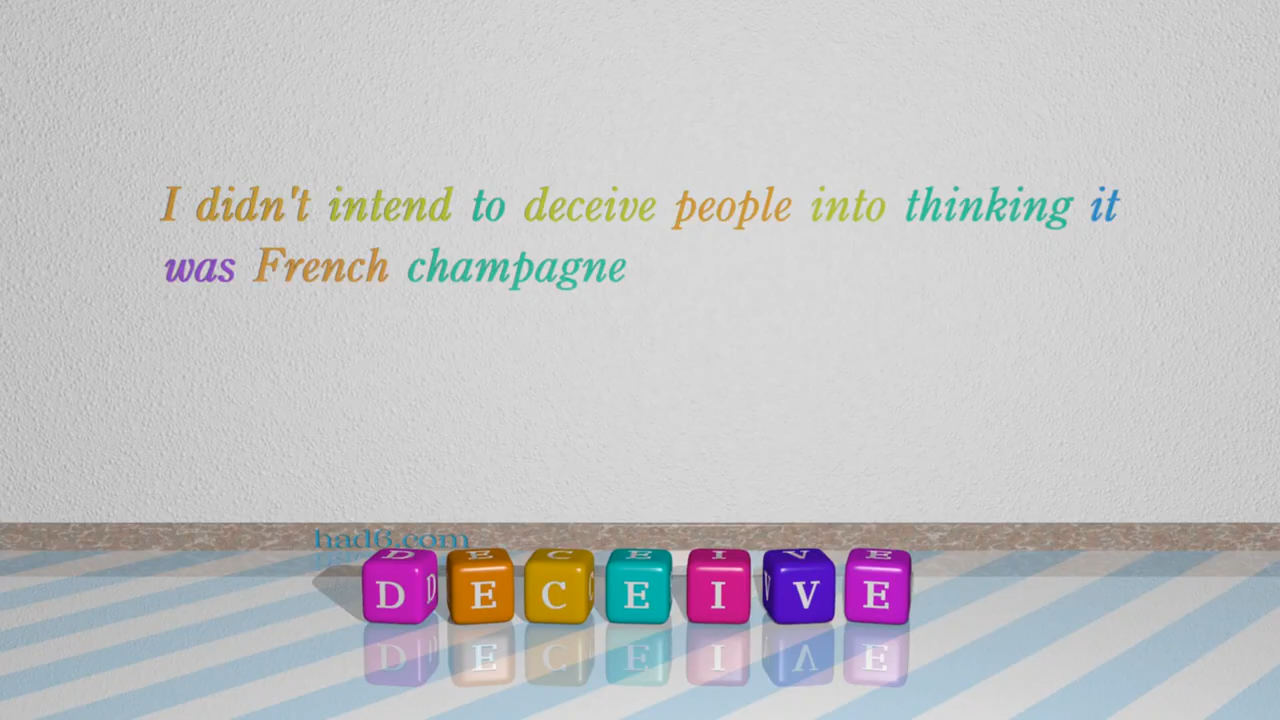 I didn't intend to deceive people into thinking it
was French champagne
had6.com
DECEIVE